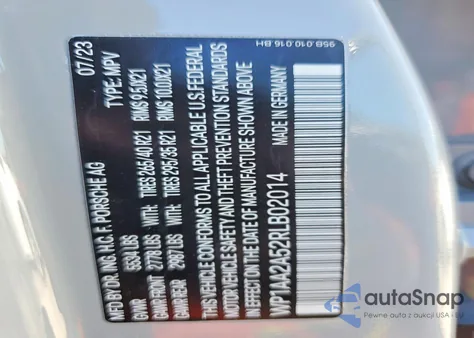 MFD BY DR. ING. H.C. F. PORSCHE AG 07/23
GVWR 5534 LBS TYPE: MPV
GAWR FRONT 2778 LBS WITH: TIRES 265/40 R21 RIMS 9.5JX21
GAWR REAR 2987 LBS WITH: TIRES 295/35 R21 RIMS 10.0JX21
THIS VEHICLE CONFORMS TO ALL APPLICABLE U.S. FEDERAL
MOTOR VEHICLE SAFETY AND THEFT PREVENTION STANDARDS
IN EFFECT ON THE DATE OF MANUFACTURE SHOWN ABOVE
WP1AA2A52RLB02014 MADE IN GERMANY
95B.010.016.BH
autoSnap